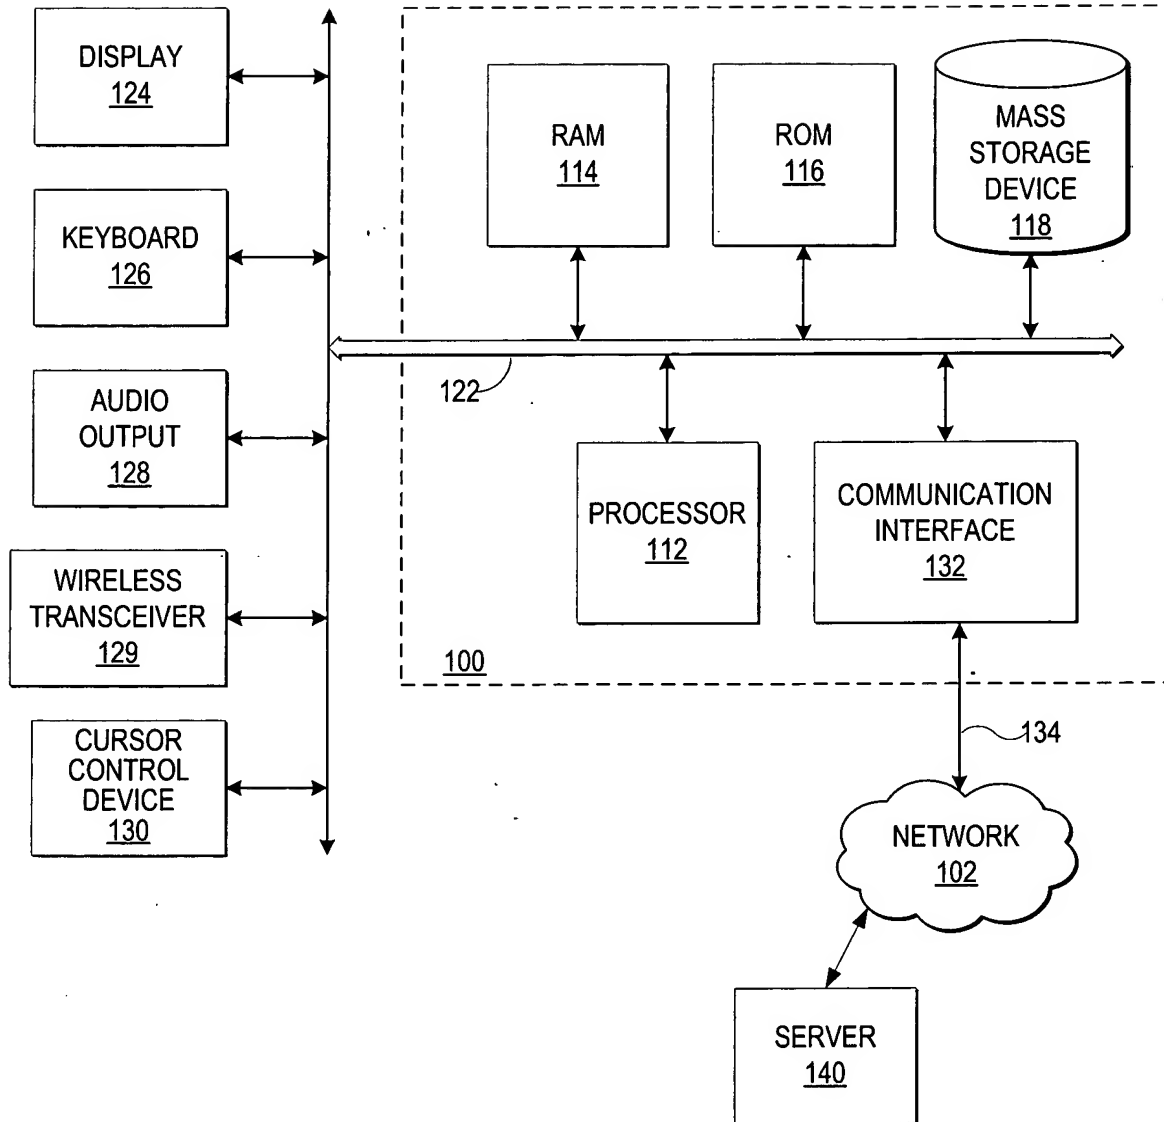 DISPLAY
124
KEYBOARD
126
AUDIO
OUTPUT
128
WIRELESS
TRANSCEIVER
129
CURSOR
CONTROL
DEVICE
130
RAM
114
ROM
116
MASS
STORAGE
DEVICE
118
122
PROCESSOR
112
COMMUNICATION
INTERFACE
132
100
134
NETWORK
102
SERVER
140